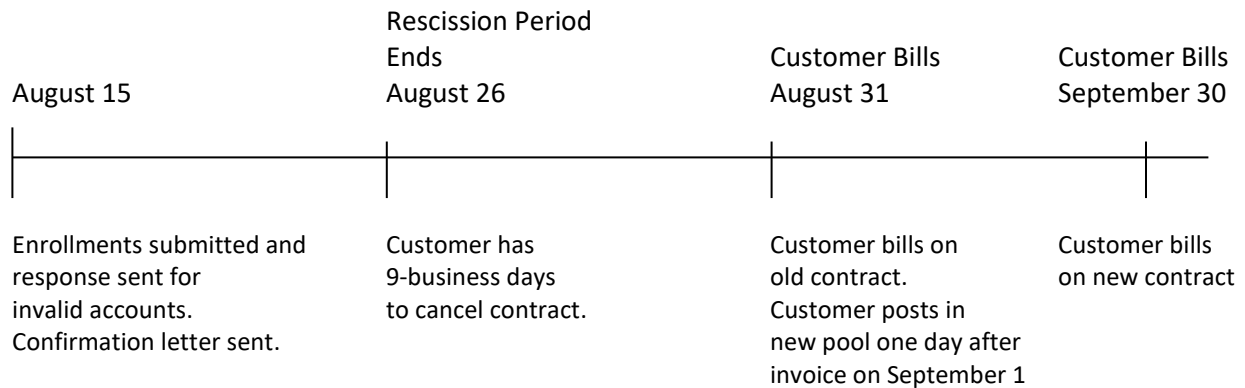 August 15
Rescission Period
Ends
August 26
Customer Bills
August 31
Customer Bills
September 30
Enrollments submitted and
response sent for
invalid accounts.
Confirmation letter sent.
Customer has
9-business days
to cancel contract.
Customer bills on
old contract.
Customer posts in
new pool one day after
invoice on September 1
Customer bills
on new contract